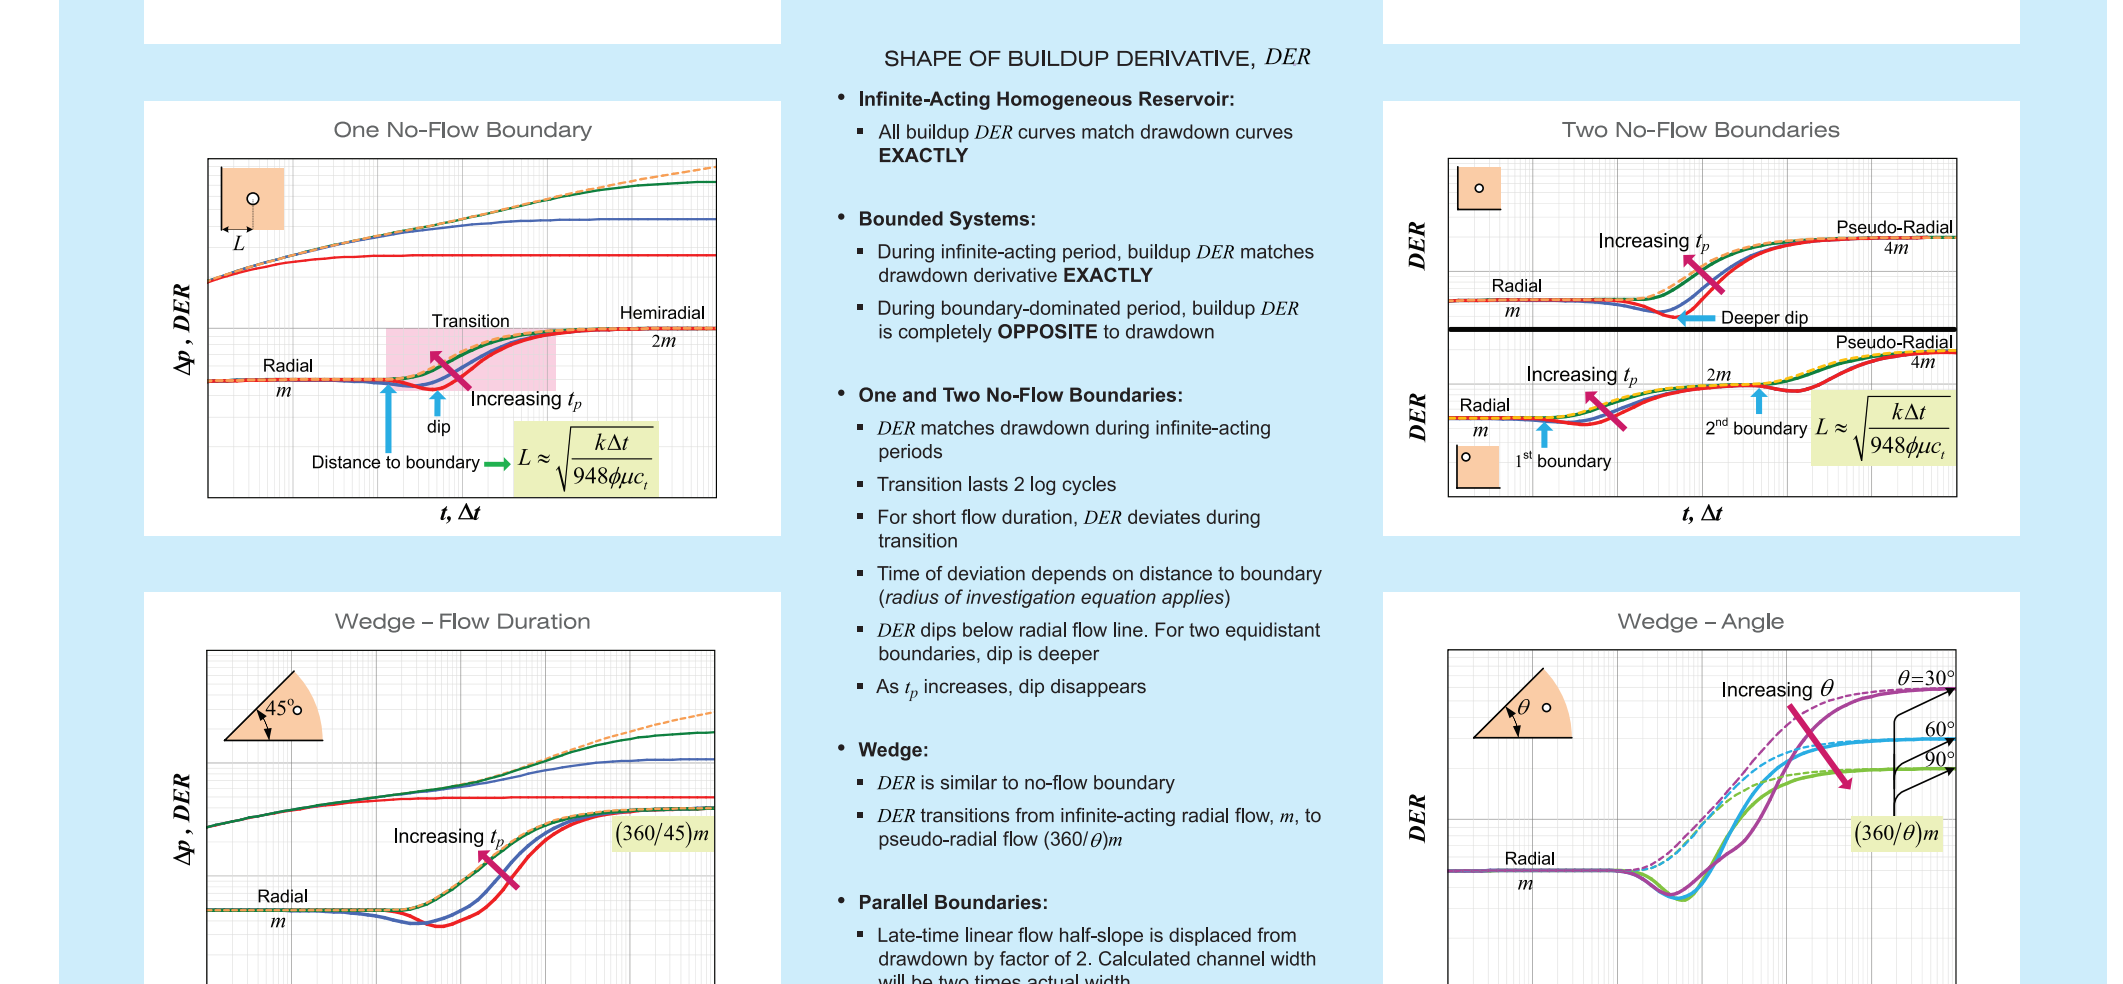 SHAPE OF BUILDUP DERIVATIVE, DER
• Infinite-Acting Homogeneous Reservoir:
▪ All buildup DER curves match drawdown curves
EXACTLY
• Bounded Systems:
▪ During infinite-acting period, buildup DER matches
drawdown derivative EXACTLY
▪ During boundary-dominated period, buildup DER
is completely OPPOSITE to drawdown
• One and Two No-Flow Boundaries:
▪ DER matches drawdown during infinite-acting
periods
▪ Transition lasts 2 log cycles
▪ For short flow duration, DER deviates during
transition
▪ Time of deviation depends on distance to boundary
(radius of investigation equation applies)
▪ DER dips below radial flow line. For two equidistant
boundaries, dip is deeper
▪ As tₚ increases, dip disappears
• Wedge:
▪ DER is similar to no-flow boundary
▪ DER transitions from infinite-acting radial flow, m, to
pseudo-radial flow (360/θ)m
• Parallel Boundaries:
▪ Late-time linear flow half-slope is displaced from
drawdown by factor of 2. Calculated channel width
will be two times actual width
One No-Flow Boundary
L
Δp , DER
Transition
Hemiradial
2m
Radial
m
Increasing tₚ
dip
Distance to boundary
L ≈ √(kΔt / 948ϕμcₜ)
t, Δt
Two No-Flow Boundaries
DER
Increasing tₚ
Pseudo-Radial
4m
Radial
m
Deeper dip
DER
Pseudo-Radial
4m
Increasing tₚ
2m
Radial
m
2nd boundary
L ≈ √(kΔt / 948ϕμcₜ)
1st boundary
t, Δt
Wedge – Flow Duration
45°
Δp , DER
Increasing tₚ
(360/45)m
Radial
m
Wedge – Angle
θ
DER
Increasing θ
θ=30°
60°
90°
(360/θ)m
Radial
m